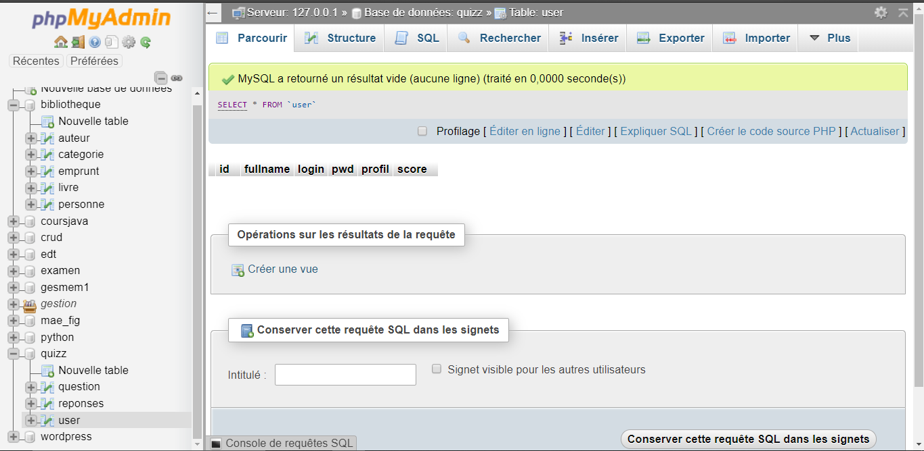 phpMyAdmin
Récentes Préférées
Nouvelle base de données
bibliotheque
Nouvelle table
auteur
categorie
emprunt
livre
personne
coursjava
crud
edt
examen
gesmem1
gestion
mae_fig
python
quizz
Nouvelle table
question
reponses
user
wordpress
Serveur: 127.0.0.1 » Base de données: quizz » Table: user
Parcourir Structure SQL Rechercher Insérer Exporter Importer Plus
MySQL a retourné un résultat vide (aucune ligne) (traité en 0,0000 seconde(s))
SELECT * FROM `user`
Profilage [ Éditer en ligne ] [ Éditer ] [ Expliquer SQL ] [ Créer le code source PHP ] [ Actualiser ]
id fullname login pwd profil score
Opérations sur les résultats de la requête
Créer une vue
Conserver cette requête SQL dans les signets
Intitulé : Signet visible pour les autres utilisateurs
Console de requêtes SQL
Conserver cette requête SQL dans les signets